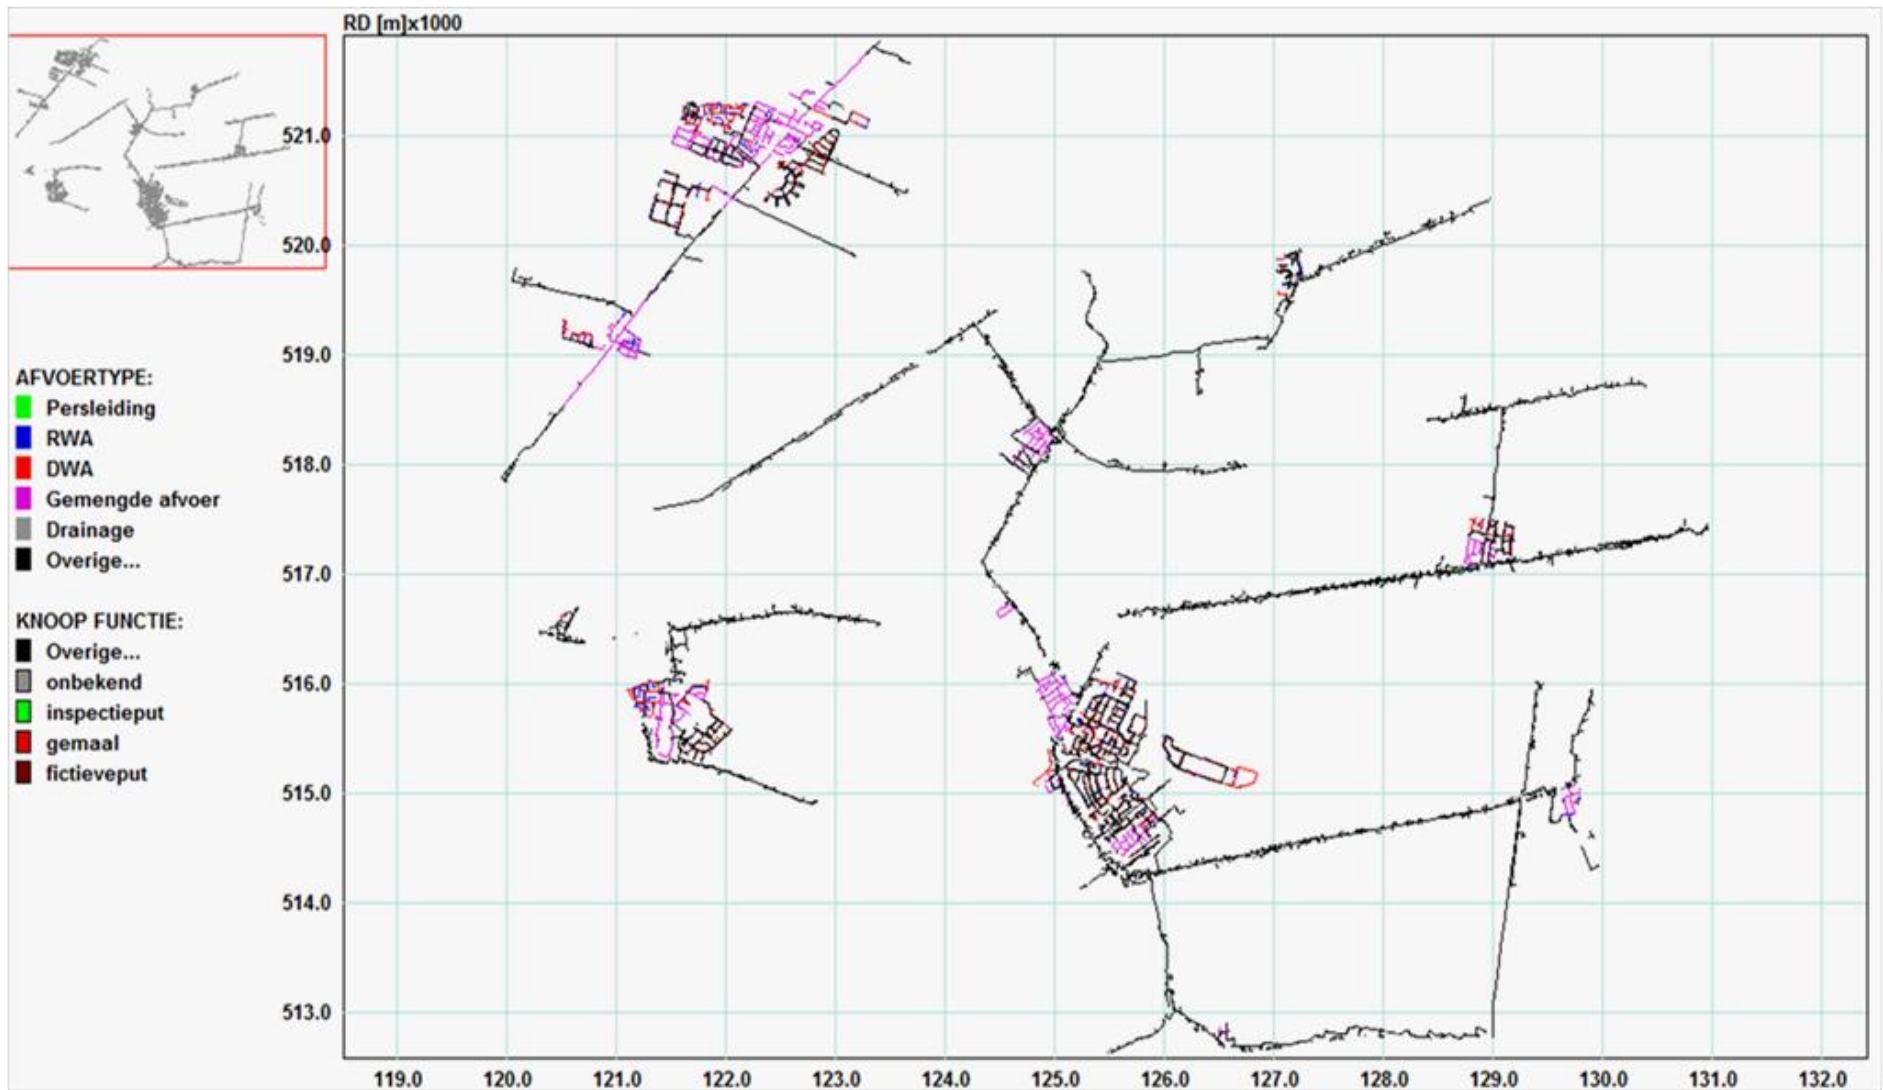 RD [m]x1000
521.0
520.0
519.0
518.0
517.0
516.0
515.0
514.0
513.0
AFVOERTYPE:
Persleiding
RWA
DWA
Gemengde afvoer
Drainage
Overige...
KNOOP FUNCTIE:
Overige...
onbekend
inspectieput
gemaal
fictieveput
119.0 120.0 121.0 122.0 123.0 124.0 125.0 126.0 127.0 128.0 129.0 130.0 131.0 132.0